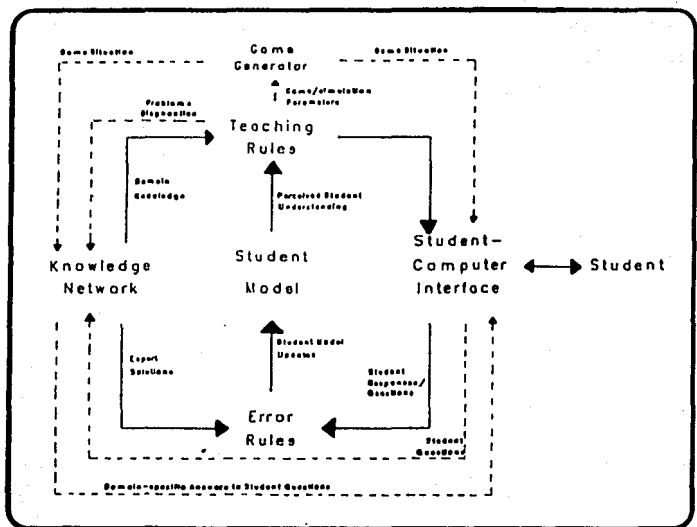 Game Situation
Game
Generator
Game Situation
Game/simulation
Parameters
Problems
Diagnostics
Teaching
Rules
Domain
Knowledge
Perceived Student
Understanding
Knowledge
Network
Student
Model
Student-
Computer
Interface
Student
Expert
Solutions
Student Model
Updates
Student
Responses/
Questions
Error
Rules
Student
Questions
Domain-specific Answers to Student Questions